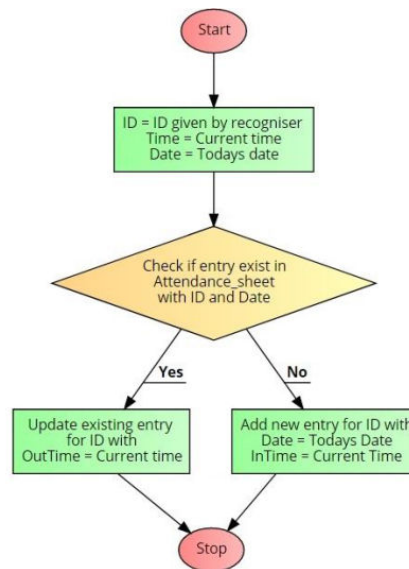 Start
ID = ID given by recogniser
Time = Current time
Date = Todays date
Check if entry exist in
Attendance_sheet
with ID and Date
Yes
No
Update existing entry
for ID with
OutTime = Current time
Add new entry for ID with
Date = Todays Date
InTime = Current Time
Stop